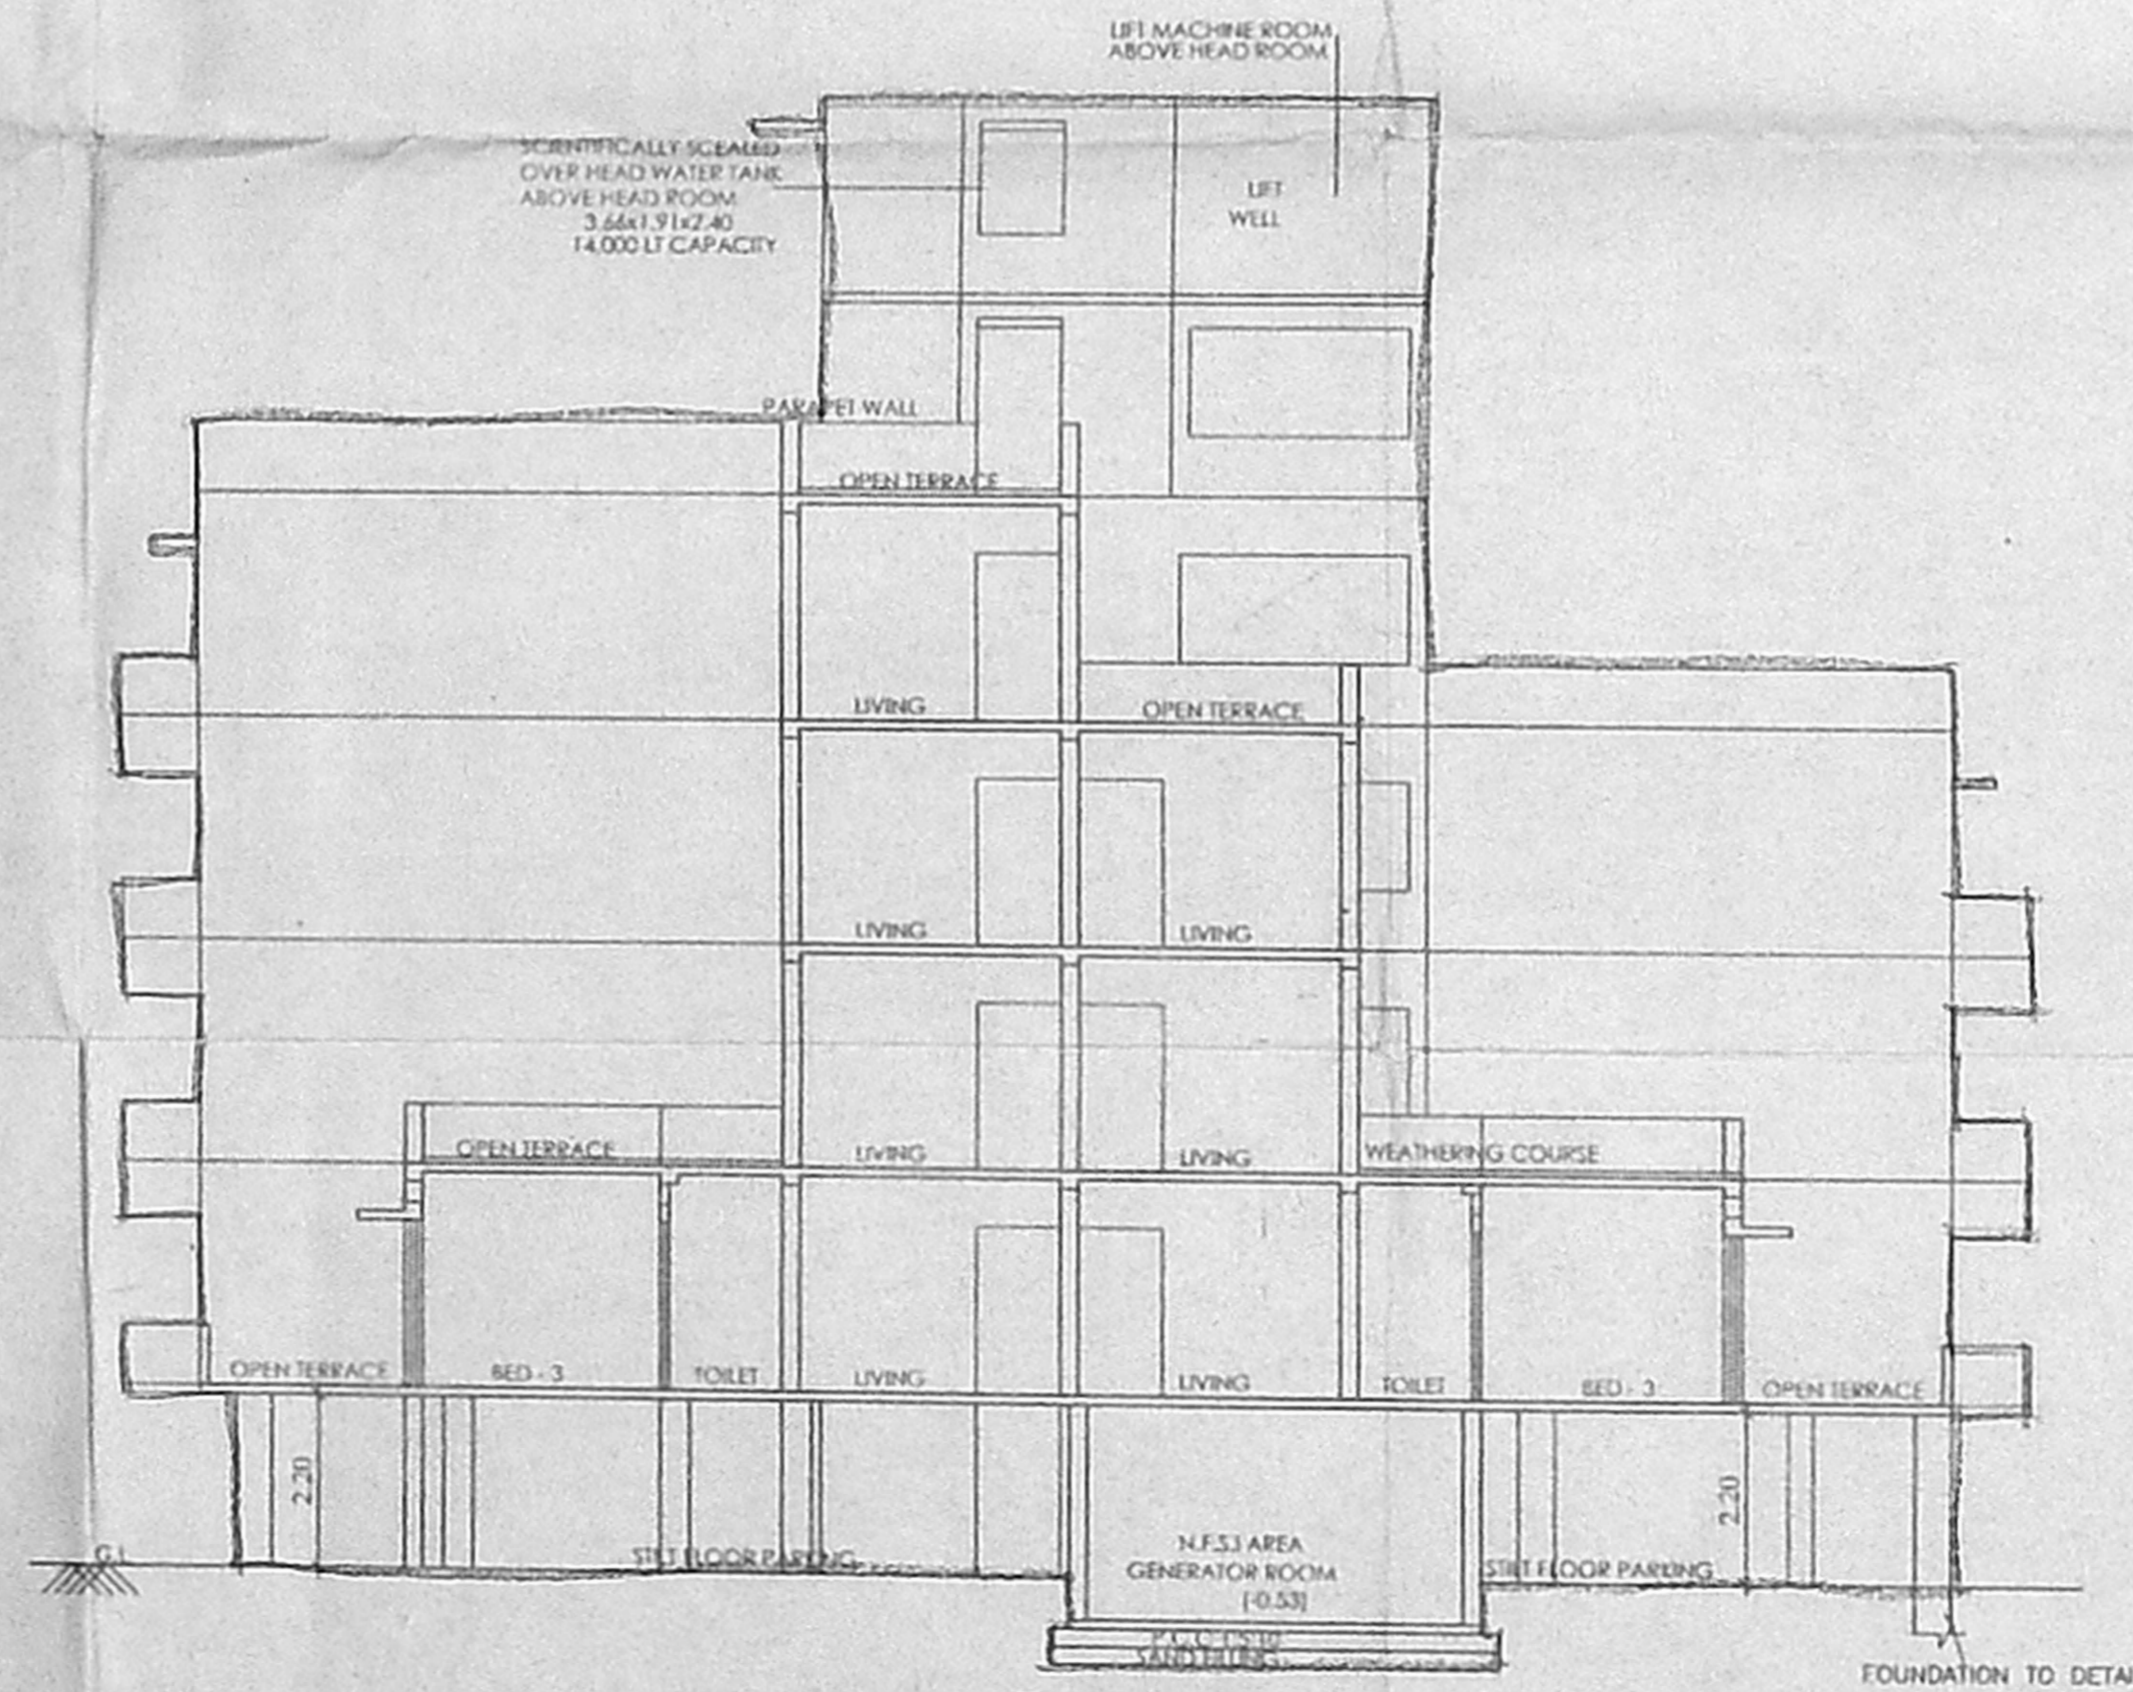 LIFT MACHINE ROOM
ABOVE HEAD ROOM
SCIENTIFICALLY SCEALED
OVER HEAD WATER TANK
ABOVE HEAD ROOM
3.66x1.91x2.40
14.000 LT CAPACITY
LIFT
WELL
PARAPET WALL
OPEN TERRACE
LIVING
OPEN TERRACE
LIVING
LIVING
OPEN TERRACE
LIVING
LIVING
WEATHERING COURSE
OPEN TERRACE
BED - 3
TOILET
LIVING
LIVING
TOILET
BED - 3
OPEN TERRACE
2.20
2.20
G.L
STILT FLOOR PARKING
N.F.S.I AREA
GENERATOR ROOM
[-0.53]
STILT FLOOR PARKING
SAND FILLING
FOUNDATION TO DETAI